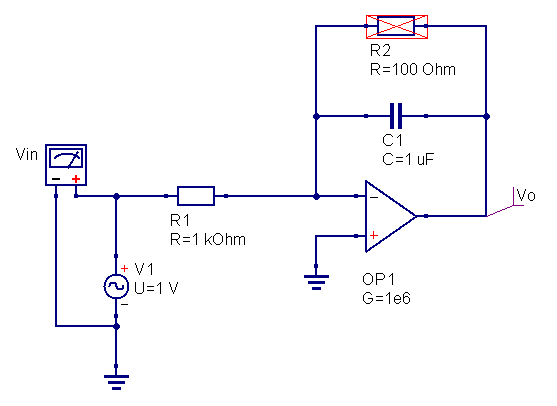 R2
R=100 Ohm
C1
C=1 uF
Vin
- +
R1
R=1 kOhm
-
+
Vo
+
V1
U=1 V
-
OP1
G=1e6